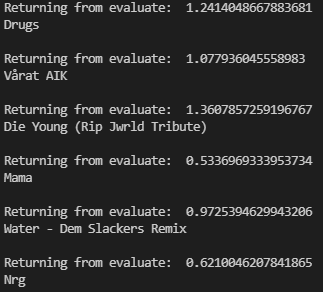 Returning from evaluate:  1.2414048667883681
Drugs
Returning from evaluate:  1.077936045558983
Vårat AIK
Returning from evaluate:  1.3607857259196767
Die Young (Rip Jwrld Tribute)
Returning from evaluate:  0.5336969333953734
Mama
Returning from evaluate:  0.9725394629943206
Water - Dem Slackers Remix
Returning from evaluate:  0.6210046207841865
Nrg